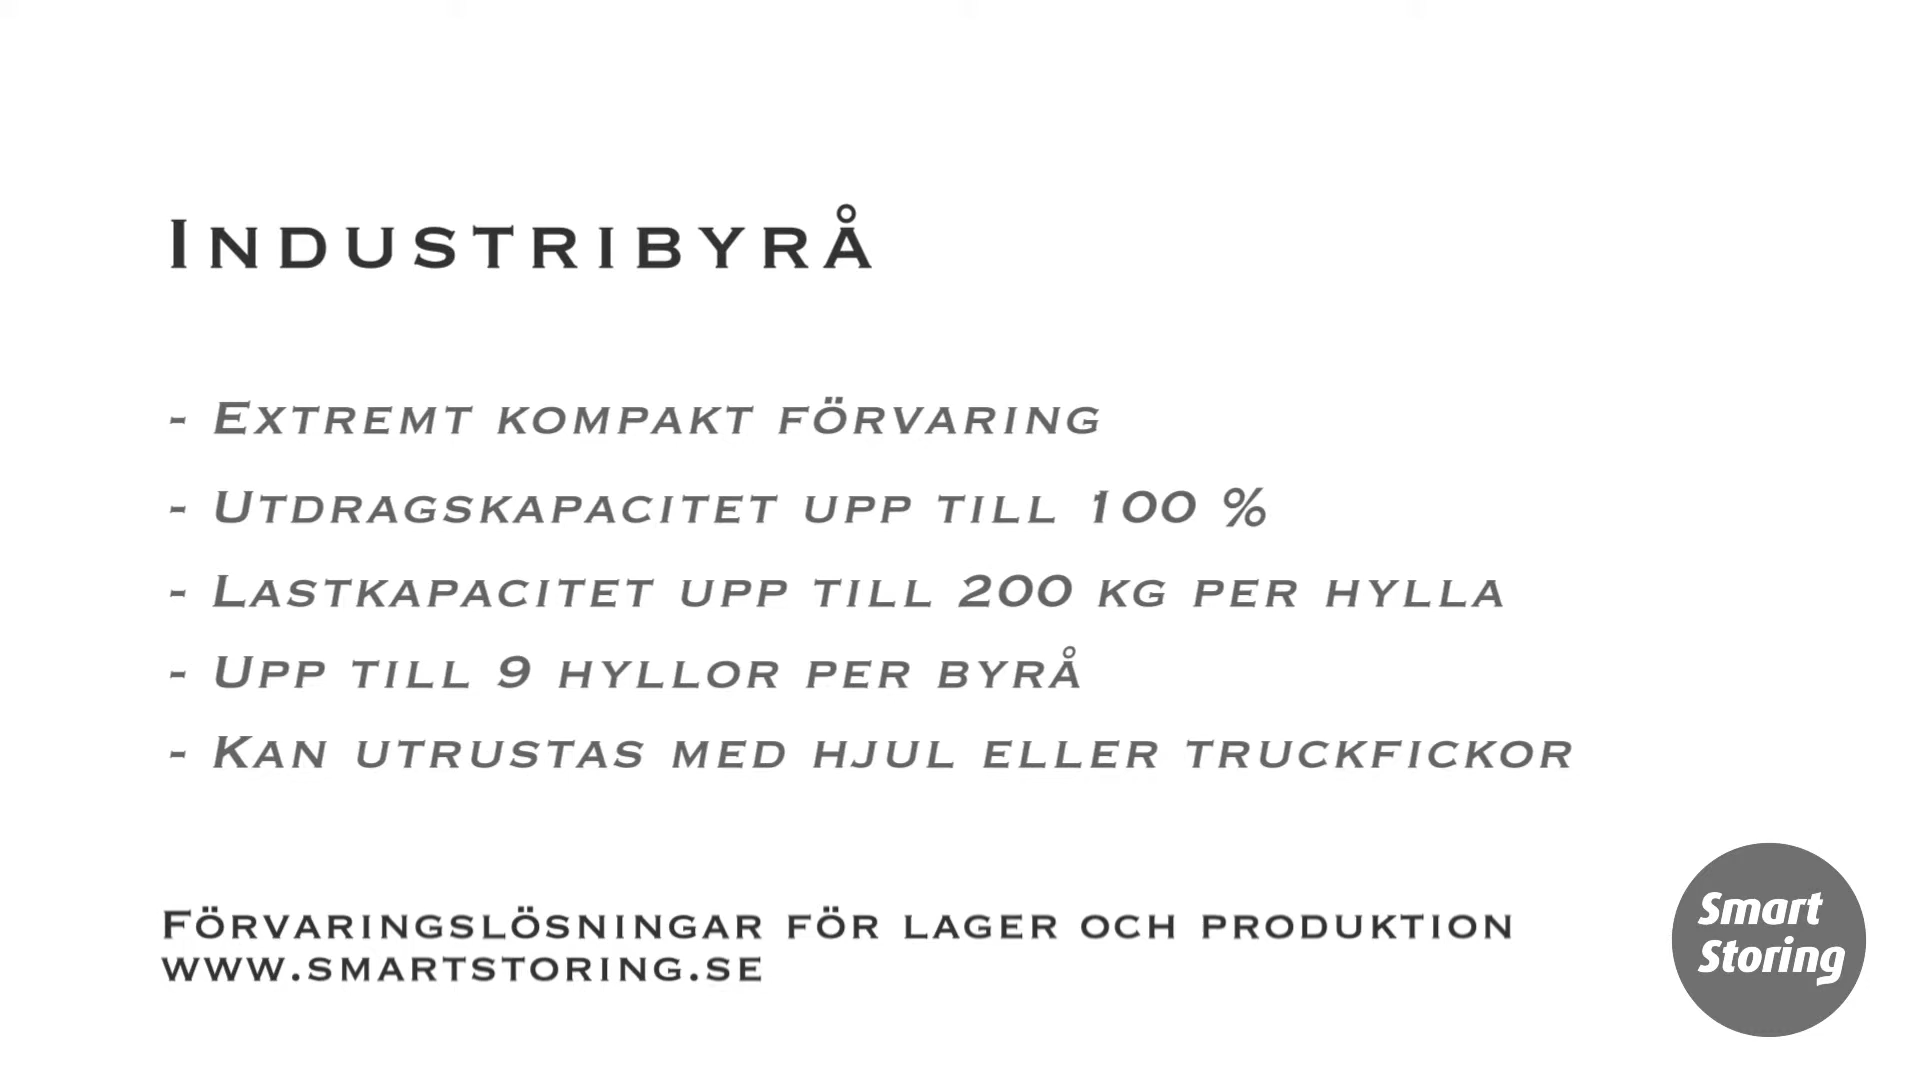 Industribyrå
- Extremt kompakt förvaring
- Utdragskapacitet upp till 100 %
- Lastkapacitet upp till 200 kg per hylla
- Upp till 9 hyllor per byrå
- Kan utrustas med hjul eller truckfickor
Förvaringslösningar för lager och produktion
www.smartstoring.se
Smart
Storing